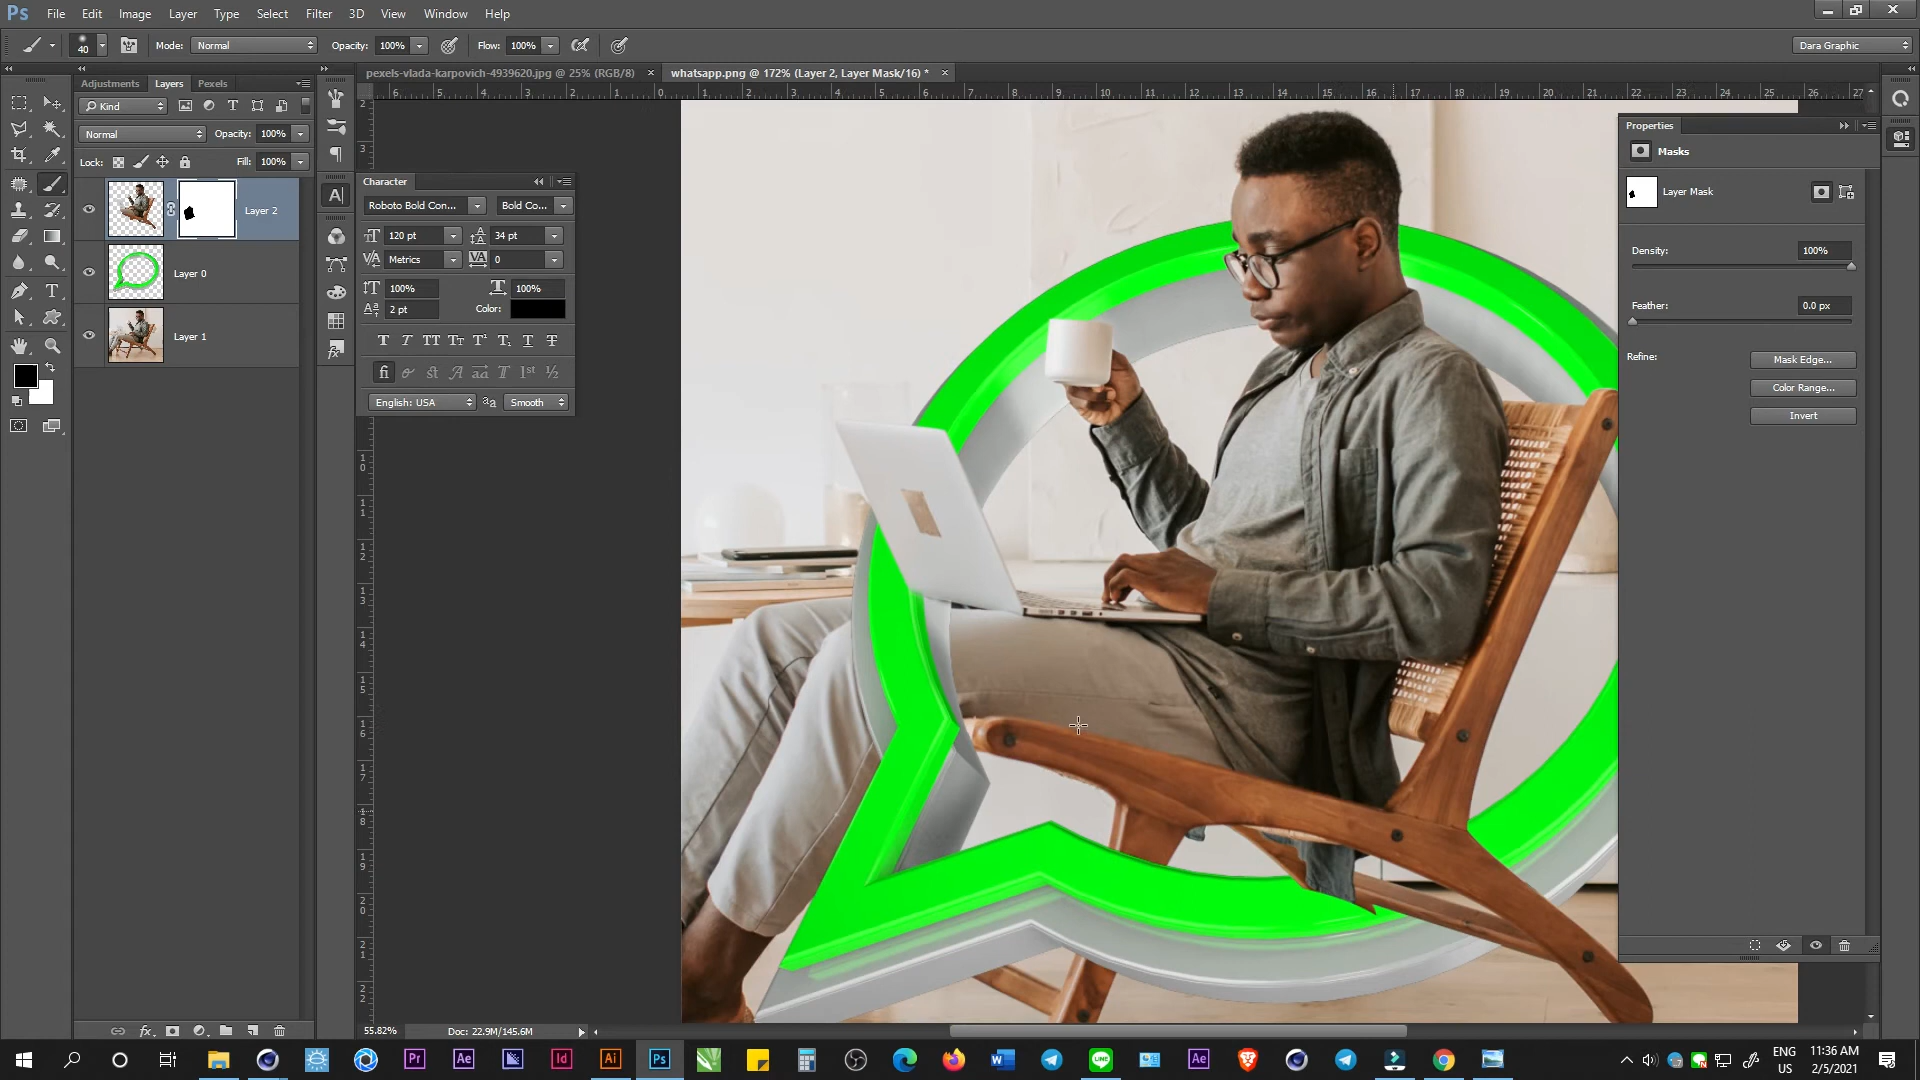 Ps File Edit Image Layer Type Select Filter 3D View Window Help
40 Mode: Normal Opacity: 100% Flow: 100% Dara Graphic
Adjustments Layers Pexels
pexels-vlada-karpovich-4939620.jpg @ 25% (RGB/8)
whatsapp.png @ 172% (Layer 2, Layer Mask/16) *
Kind
Normal Opacity: 100%
Lock: Fill: 100%
Layer 2
Layer 0
Layer 1
Character
Roboto Bold Con... Bold Co...
120 pt 34 pt
Metrics 0
100% 100%
2 pt Color:
English: USA Smooth
Properties
Masks
Layer Mask
Density: 100%
Feather: 0.0 px
Refine: Mask Edge...
Color Range...
Invert
55.82% Doc: 22.9M/145.6M
ENG
US
11:36 AM
2/5/2021